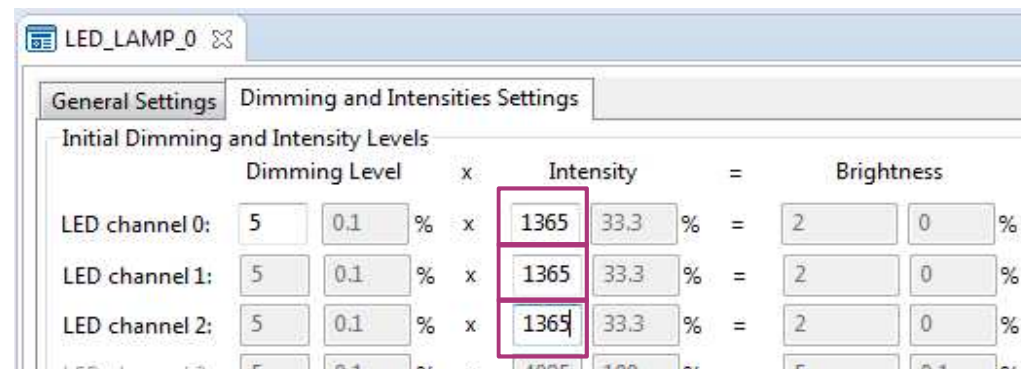 LED_LAMP_0
General Settings Dimming and Intensities Settings
Initial Dimming and Intensity Levels
Dimming Level x Intensity = Brightness
LED channel 0: 5 0.1 % x 1365 33.3 % = 2 0 %
LED channel 1: 5 0.1 % x 1365 33.3 % = 2 0 %
LED channel 2: 5 0.1 % x 1365 33.3 % = 2 0 %